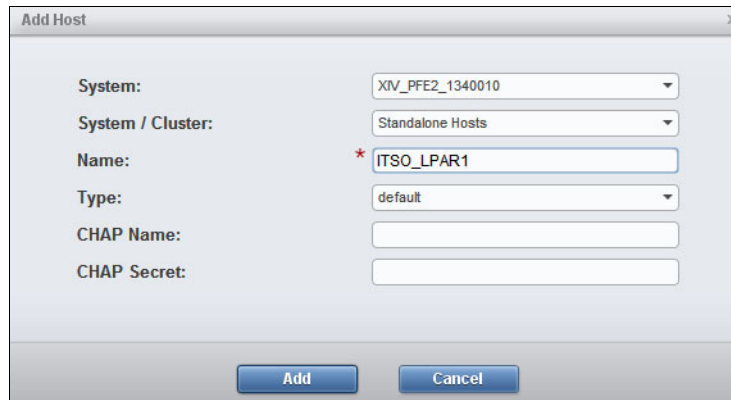 Add Host
System: XIV_PFE2_1340010
System / Cluster: Standalone Hosts
Name: * ITSO_LPAR1
Type: default
CHAP Name:
CHAP Secret:
Add Cancel